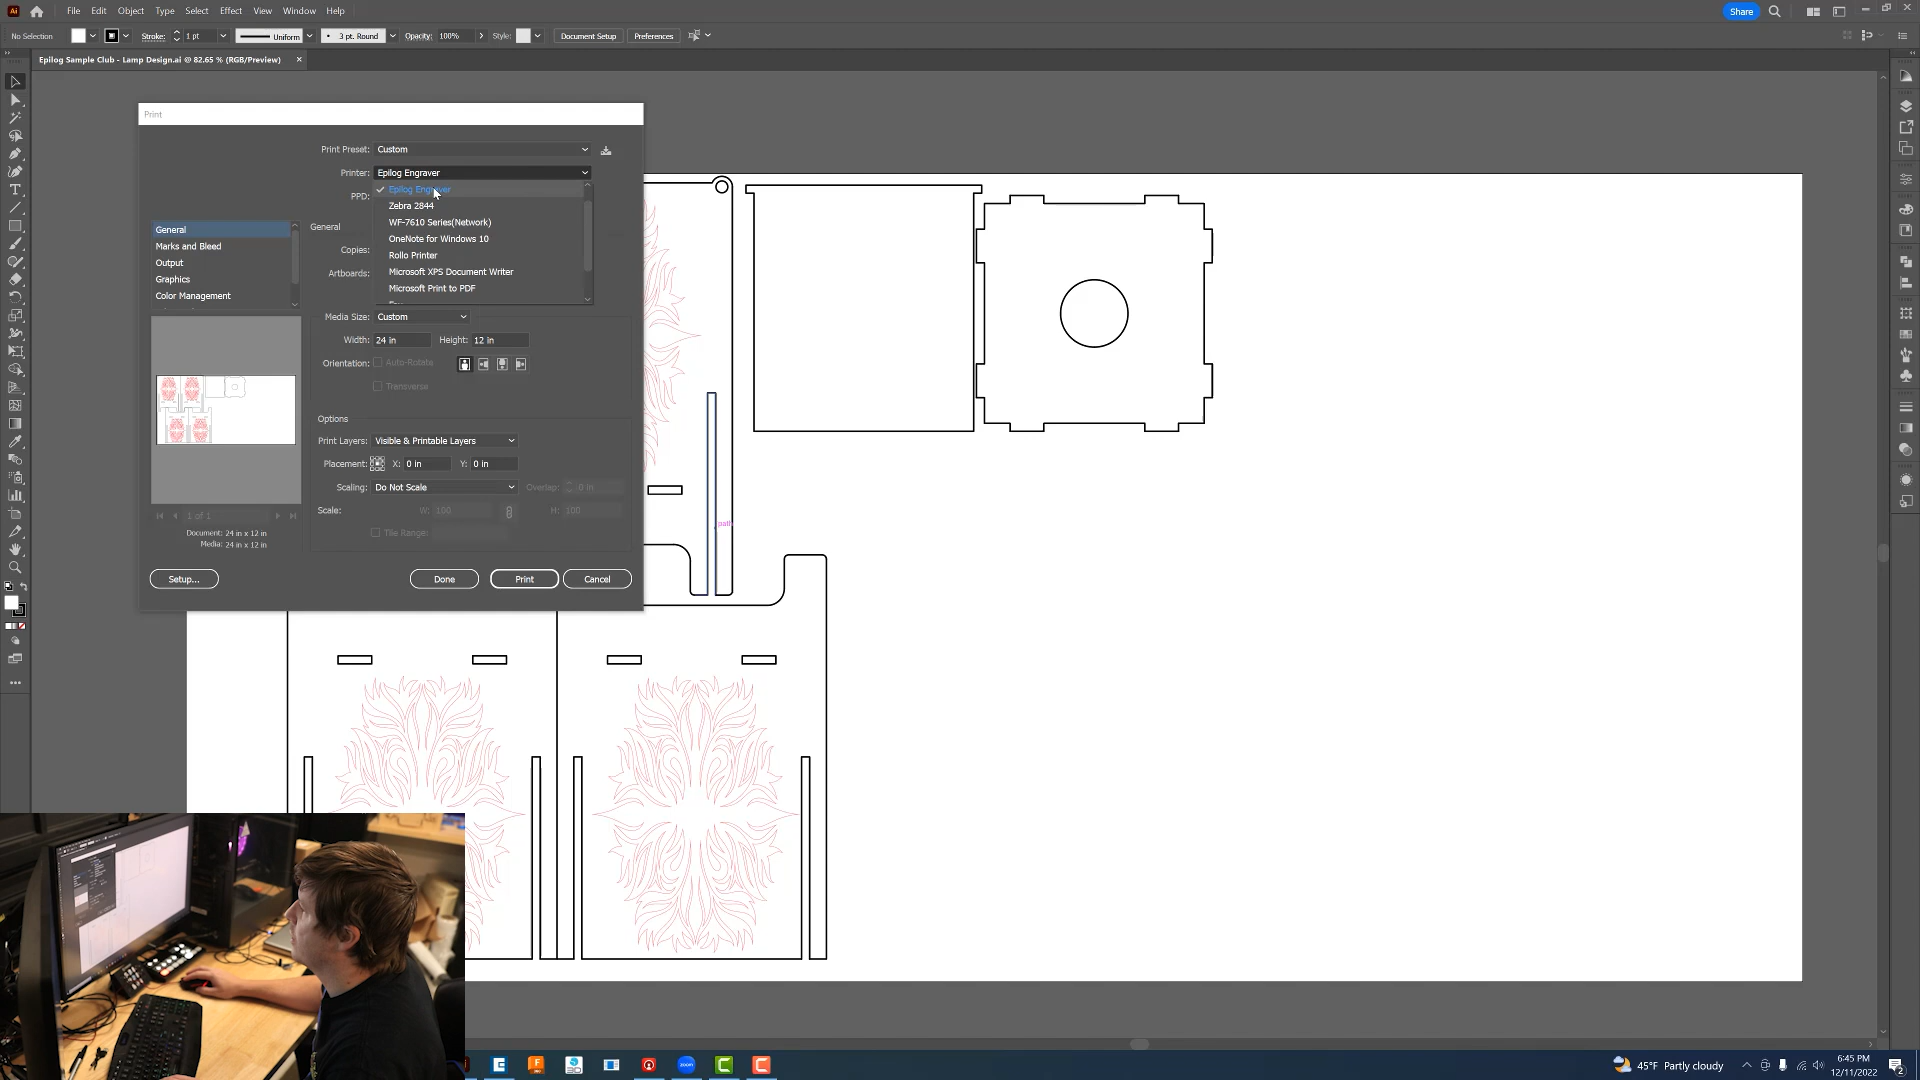 Ai File Edit Object Type Select Effect View Window Help Share
No Selection Stroke: 1 pt Uniform 3 pt. Round Opacity: 100% Style: Document Setup Preferences
Epilog Sample Club - Lamp Design.ai @ 82.65 % (RGB/Preview) ×
Print
Print Preset: Custom
Printer: Epilog Engraver
PPD: Epilog Engraver
Zebra 2844
WF-7610 Series(Network)
OneNote for Windows 10
Rollo Printer
Microsoft XPS Document Writer
Microsoft Print to PDF
General
Marks and Bleed
Output
Graphics
Color Management
General
Copies:
Artboards:
Media Size: Custom
Width: 24 in Height: 12 in
Orientation: Auto-Rotate
Transverse
Options
Print Layers: Visible & Printable Layers
Placement: X: 0 in Y: 0 in
Scaling: Do Not Scale Overlap: 0 in
Scale: W: 100 H: 100
Tile Range:
1 of 1
Document: 24 in x 12 in
Media: 24 in x 12 in
Setup... Done Print Cancel
path
zoom
45°F Partly cloudy
6:45 PM
12/11/2022